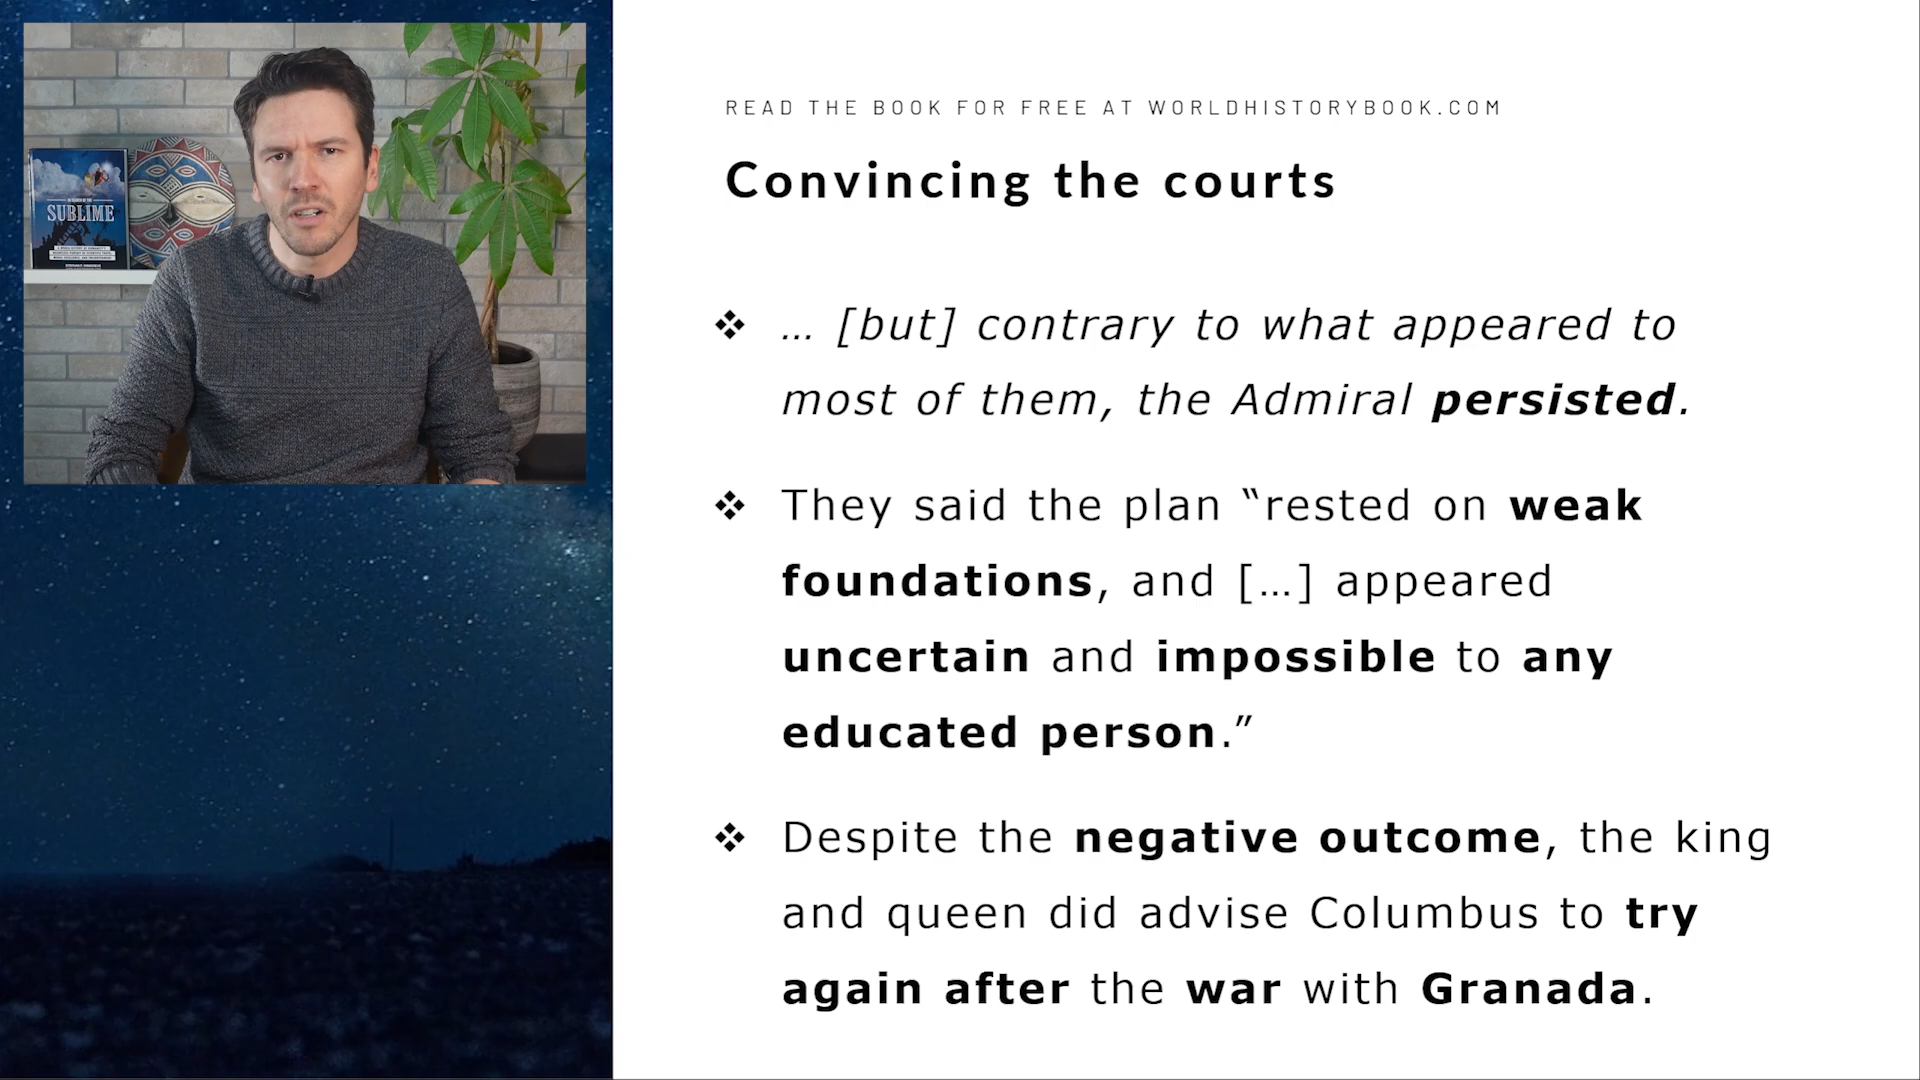 READ THE BOOK FOR FREE AT WORLDHISTORYBOOK.COM
Convincing the courts
❖ … [but] contrary to what appeared to
most of them, the Admiral persisted.
❖ They said the plan “rested on weak
foundations, and […] appeared
uncertain and impossible to any
educated person.”
❖ Despite the negative outcome, the king
and queen did advise Columbus to try
again after the war with Granada.
SUBLIME